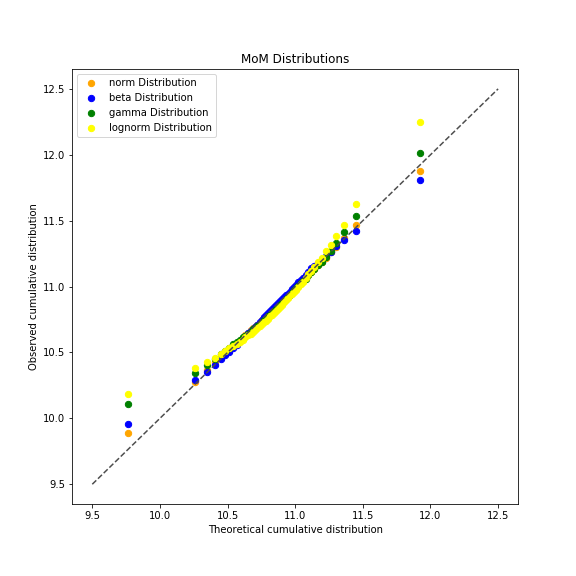 MoM Distributions
norm Distribution
beta Distribution
gamma Distribution
lognorm Distribution
Observed cumulative distribution
12.5
12.0
11.5
11.0
10.5
10.0
9.5
9.5 10.0 10.5 11.0 11.5 12.0 12.5
Theoretical cumulative distribution